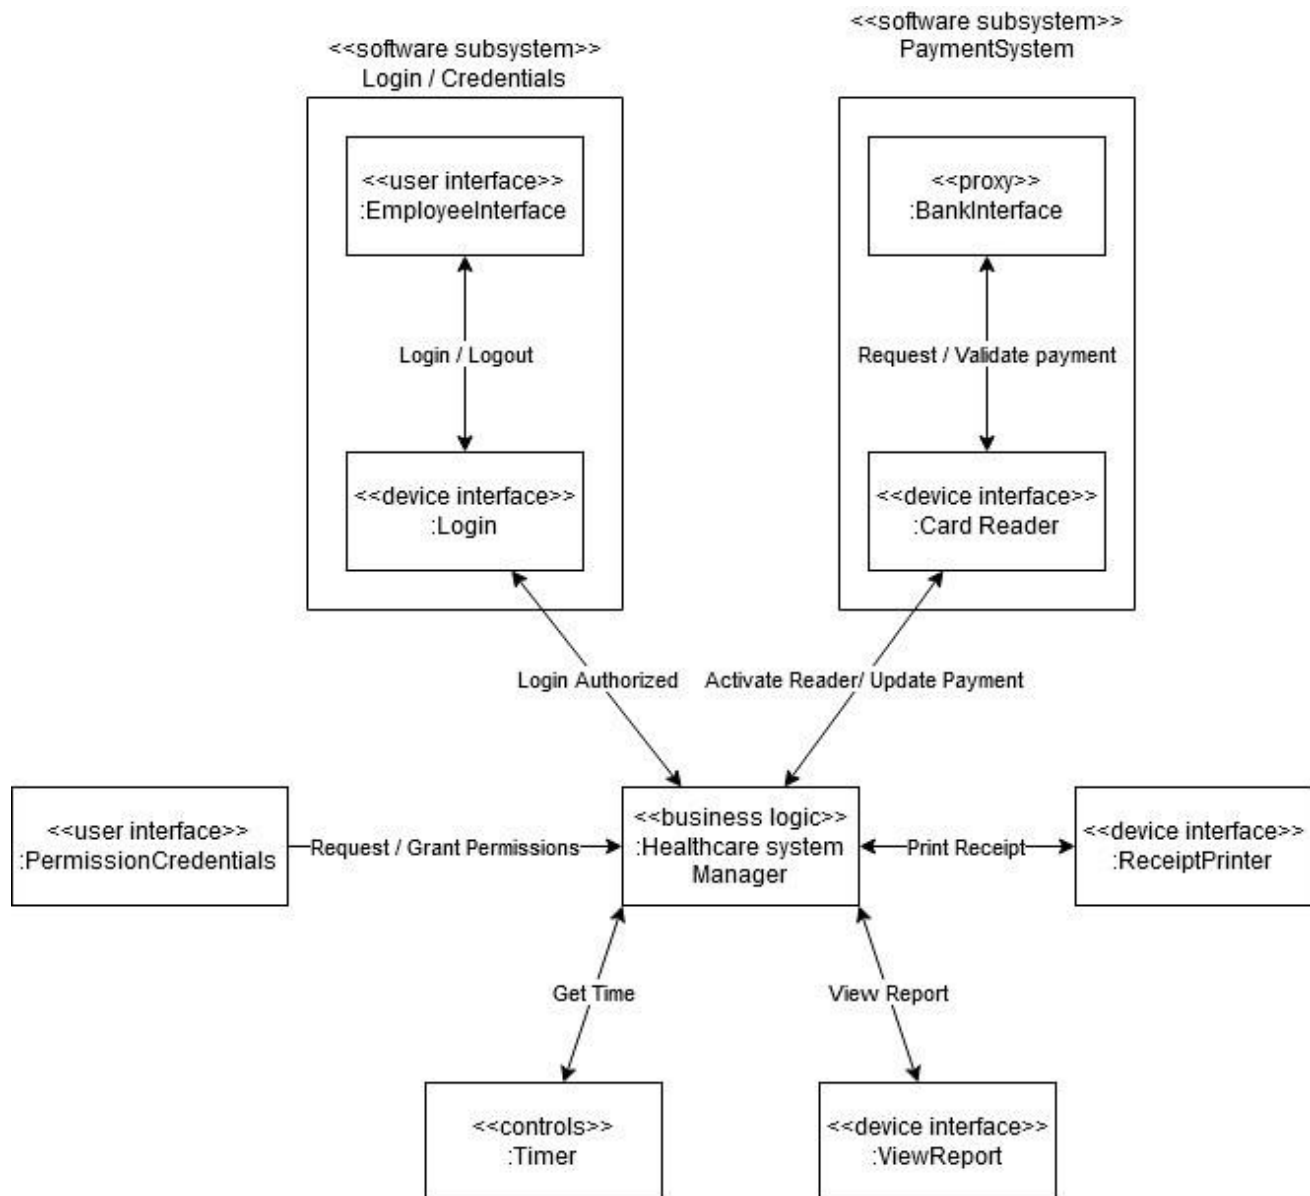 <<software subsystem>>
Login / Credentials
<<software subsystem>>
PaymentSystem
<<user interface>>
:EmployeeInterface
<<proxy>>
:BankInterface
Login / Logout
Request / Validate payment
<<device interface>>
:Login
<<device interface>>
:Card Reader
Login Authorized
Activate Reader/ Update Payment
<<user interface>>
:PermissionCredentials
Request / Grant Permissions
<<business logic>>
:Healthcare system
Manager
Print Receipt
<<device interface>>
:ReceiptPrinter
Get Time
View Report
<<controls>>
:Timer
<<device interface>>
:ViewReport